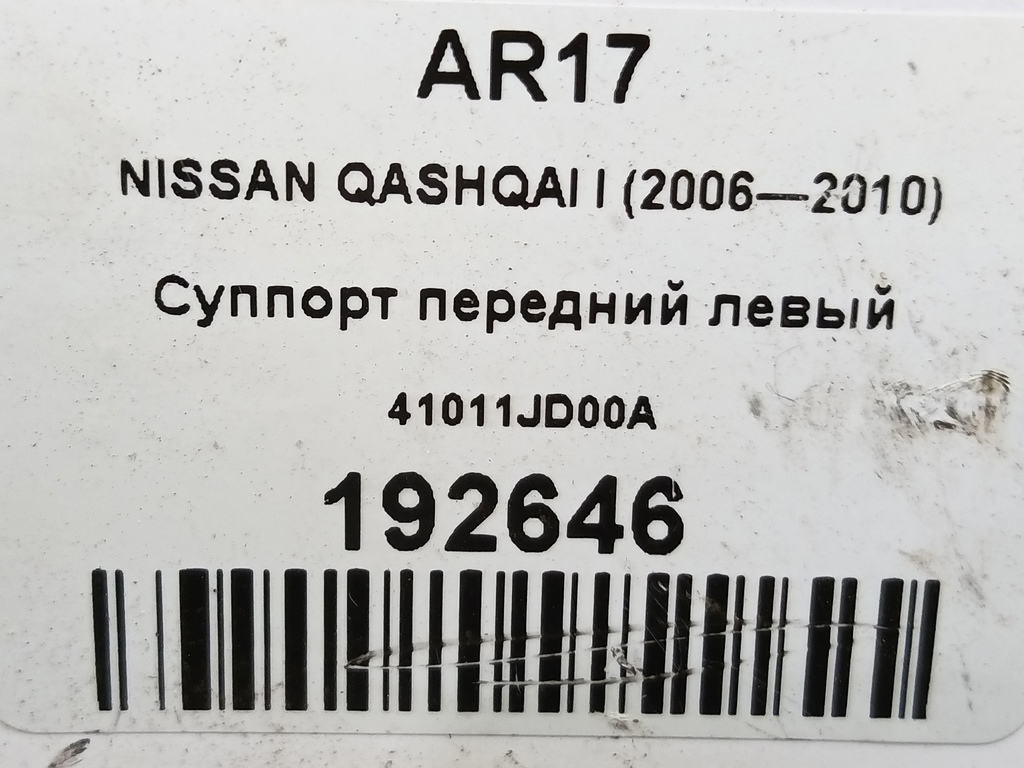 AR17
NISSAN QASHQAI I (2006—2010)
Суппорт передний левый
41011JD00A
192646